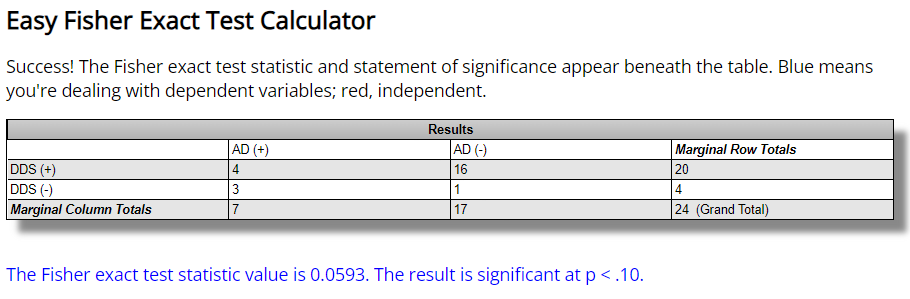 Easy Fisher Exact Test Calculator
Success! The Fisher exact test statistic and statement of significance appear beneath the table. Blue means
you're dealing with dependent variables; red, independent.
Results
AD (+) AD (-) Marginal Row Totals
DDS (+) 4 16 20
DDS (-) 3 1 4
Marginal Column Totals 7 17 24 (Grand Total)
The Fisher exact test statistic value is 0.0593. The result is significant at p < .10.